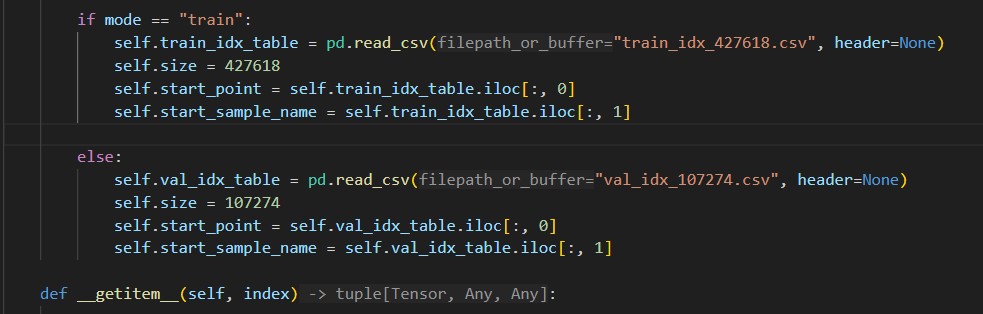 if mode == "train":
self.train_idx_table = pd.read_csv(filepath_or_buffer="train_idx_427618.csv", header=None)
self.size = 427618
self.start_point = self.train_idx_table.iloc[:, 0]
self.start_sample_name = self.train_idx_table.iloc[:, 1]
else:
self.val_idx_table = pd.read_csv(filepath_or_buffer="val_idx_107274.csv", header=None)
self.size = 107274
self.start_point = self.val_idx_table.iloc[:, 0]
self.start_sample_name = self.val_idx_table.iloc[:, 1]
def __getitem__(self, index) -> tuple[Tensor, Any, Any]: